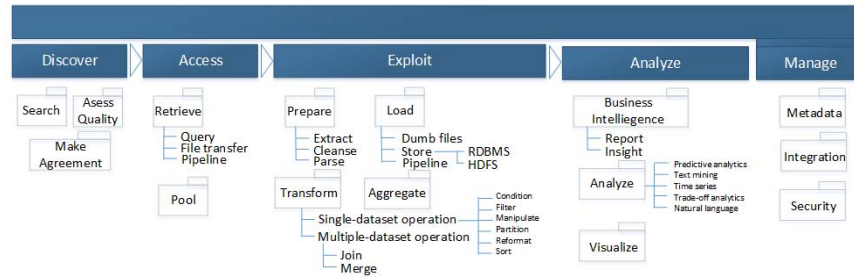 Discover
Access
Exploit
Analyze
Manage
Search
Asess
Quality
Make
Agreement
Retrieve
Query
File transfer
Pipeline
Pool
Prepare
Extract
Cleanse
Parse
Load
Dumb files
Store
Pipeline
RDBMS
HDFS
Transform
Aggregate
Single-dataset operation
Multiple-dataset operation
Join
Merge
Condition
Filter
Manipulate
Partition
Reformat
Sort
Business
Intelliegence
Report
Insight
Analyze
Predictive analytics
Text mining
Time series
Trade-off analytics
Natural language
Visualize
Metadata
Integration
Security